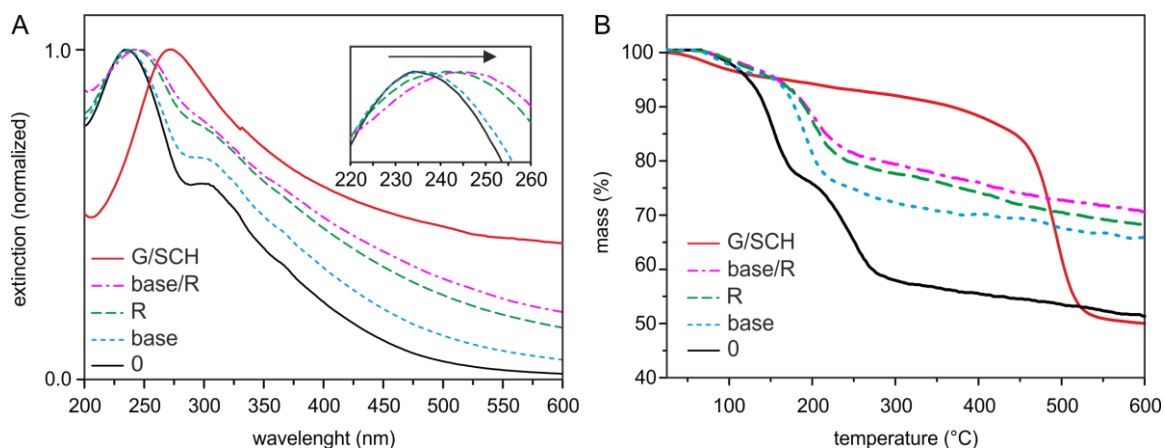 A
extinction (normalized)
1.0
0.0
220 230 240 250 260
G/SCH
base/R
R
base
0
200 250 300 350 400 450 500 550 600
wavelenght (nm)
B
mass (%)
100
90
80
70
60
50
40
G/SCH
base/R
R
base
0
100 200 300 400 500 600
temperature (°C)